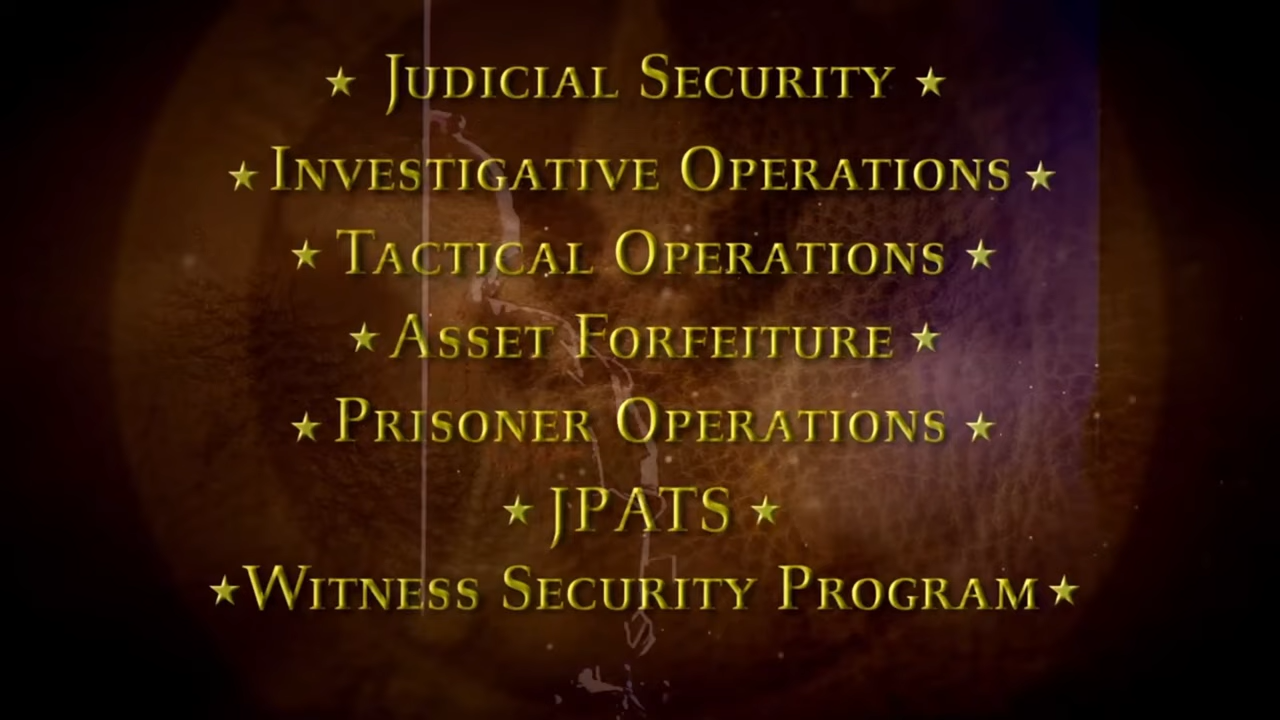 ★ Judicial Security ★
★ Investigative Operations ★
★ Tactical Operations ★
★ Asset Forfeiture ★
★ Prisoner Operations ★
★ JPATS ★
★ Witness Security Program ★